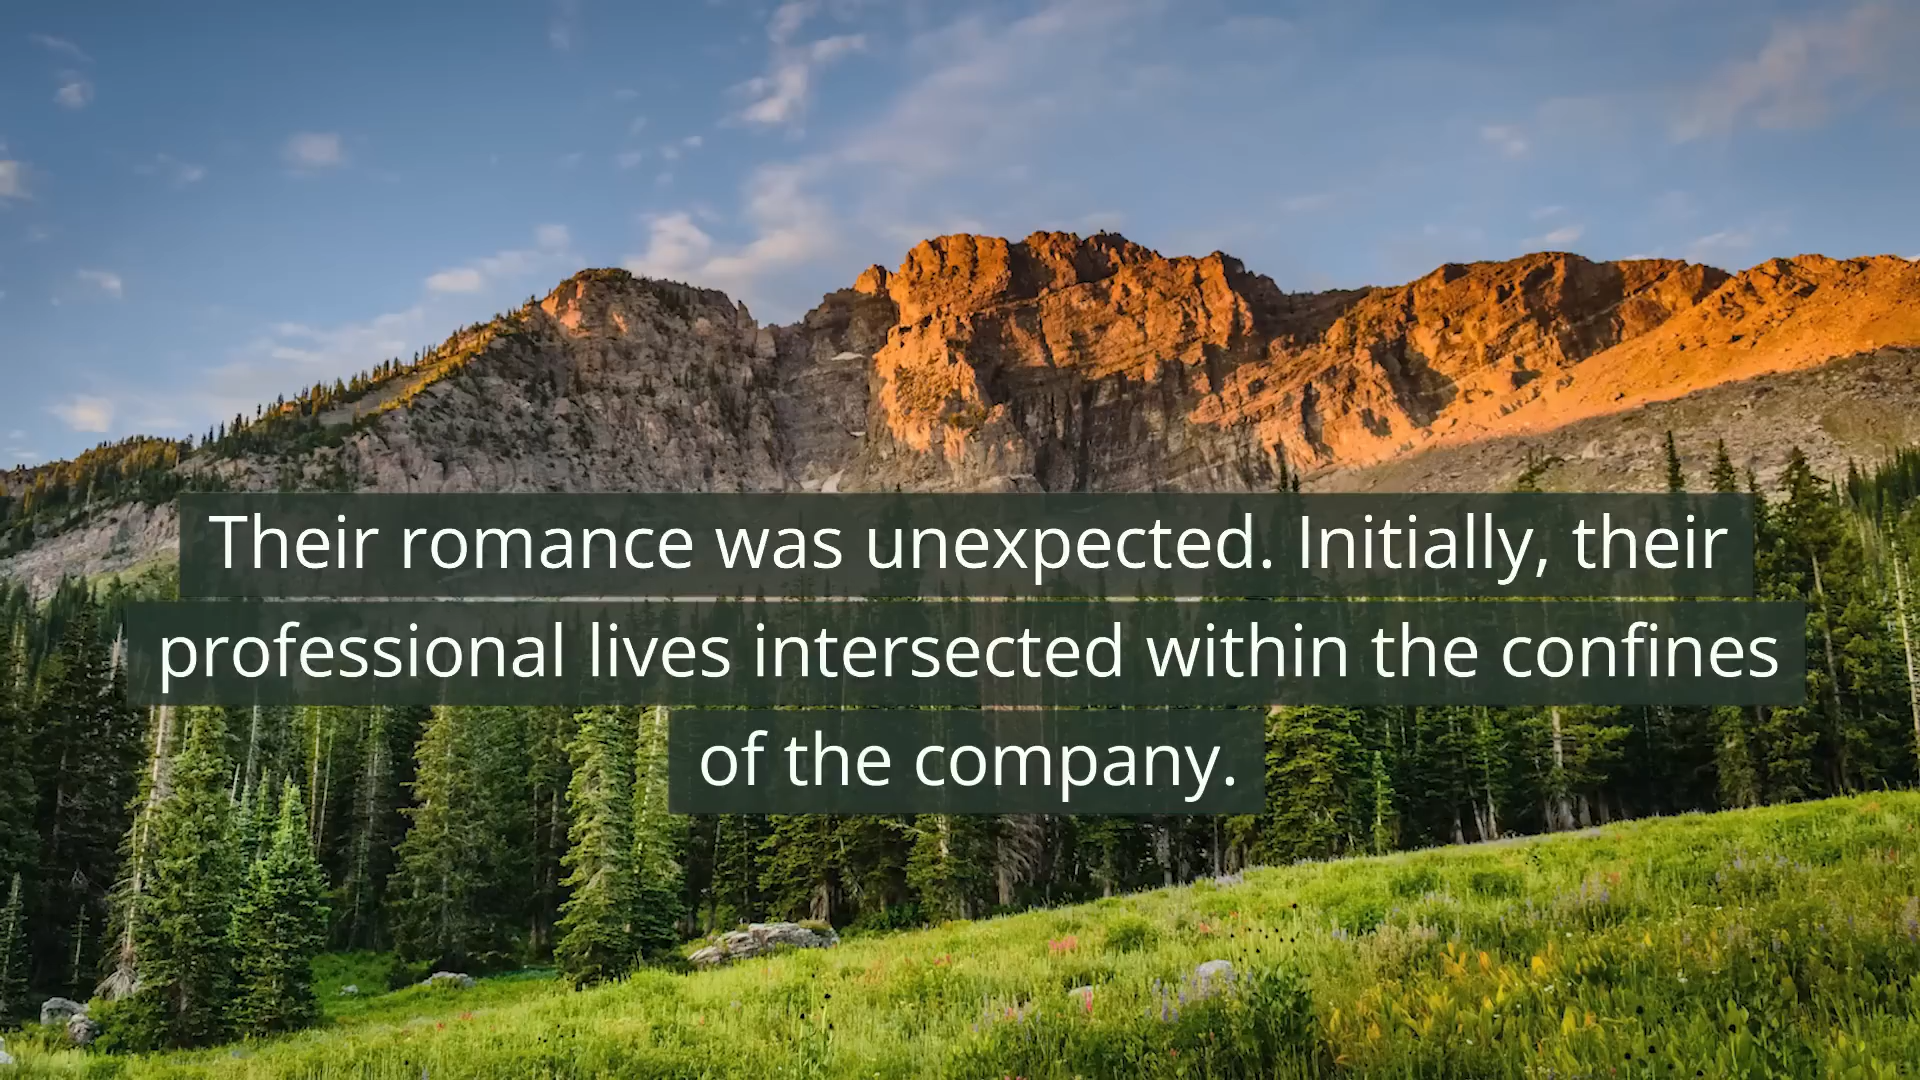 Their romance was unexpected. Initially, their
professional lives intersected within the confines
of the company.